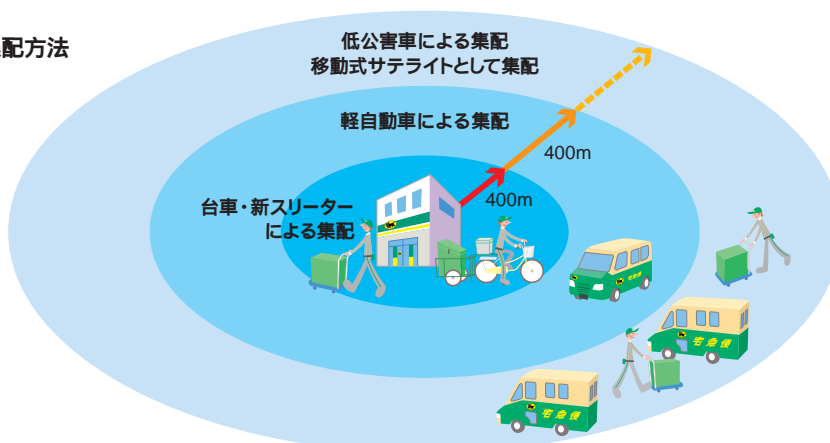 配方法
低公害車による集配
移動式サテライトとして集配
軽自動車による集配
400m
台車・新スリーター
による集配
400m
宅急便
宅急便
宅急便